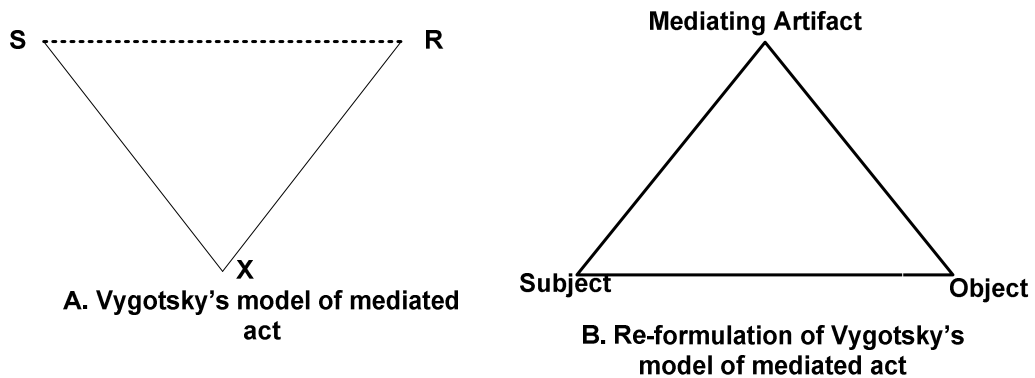 S
R
X
A. Vygotsky's model of mediated
act
Mediating Artifact
Subject
Object
B. Re-formulation of Vygotsky's
model of mediated act